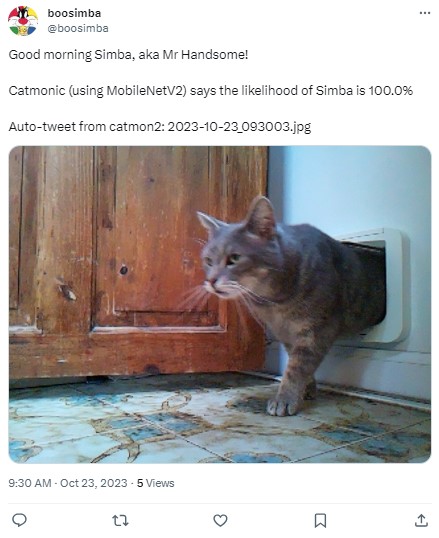 boosimba
@boosimba
Good morning Simba, aka Mr Handsome!
Catmonic (using MobileNetV2) says the likelihood of Simba is 100.0%
Auto-tweet from catmon2: 2023-10-23_093003.jpg
9:30 AM · Oct 23, 2023 · 5 Views